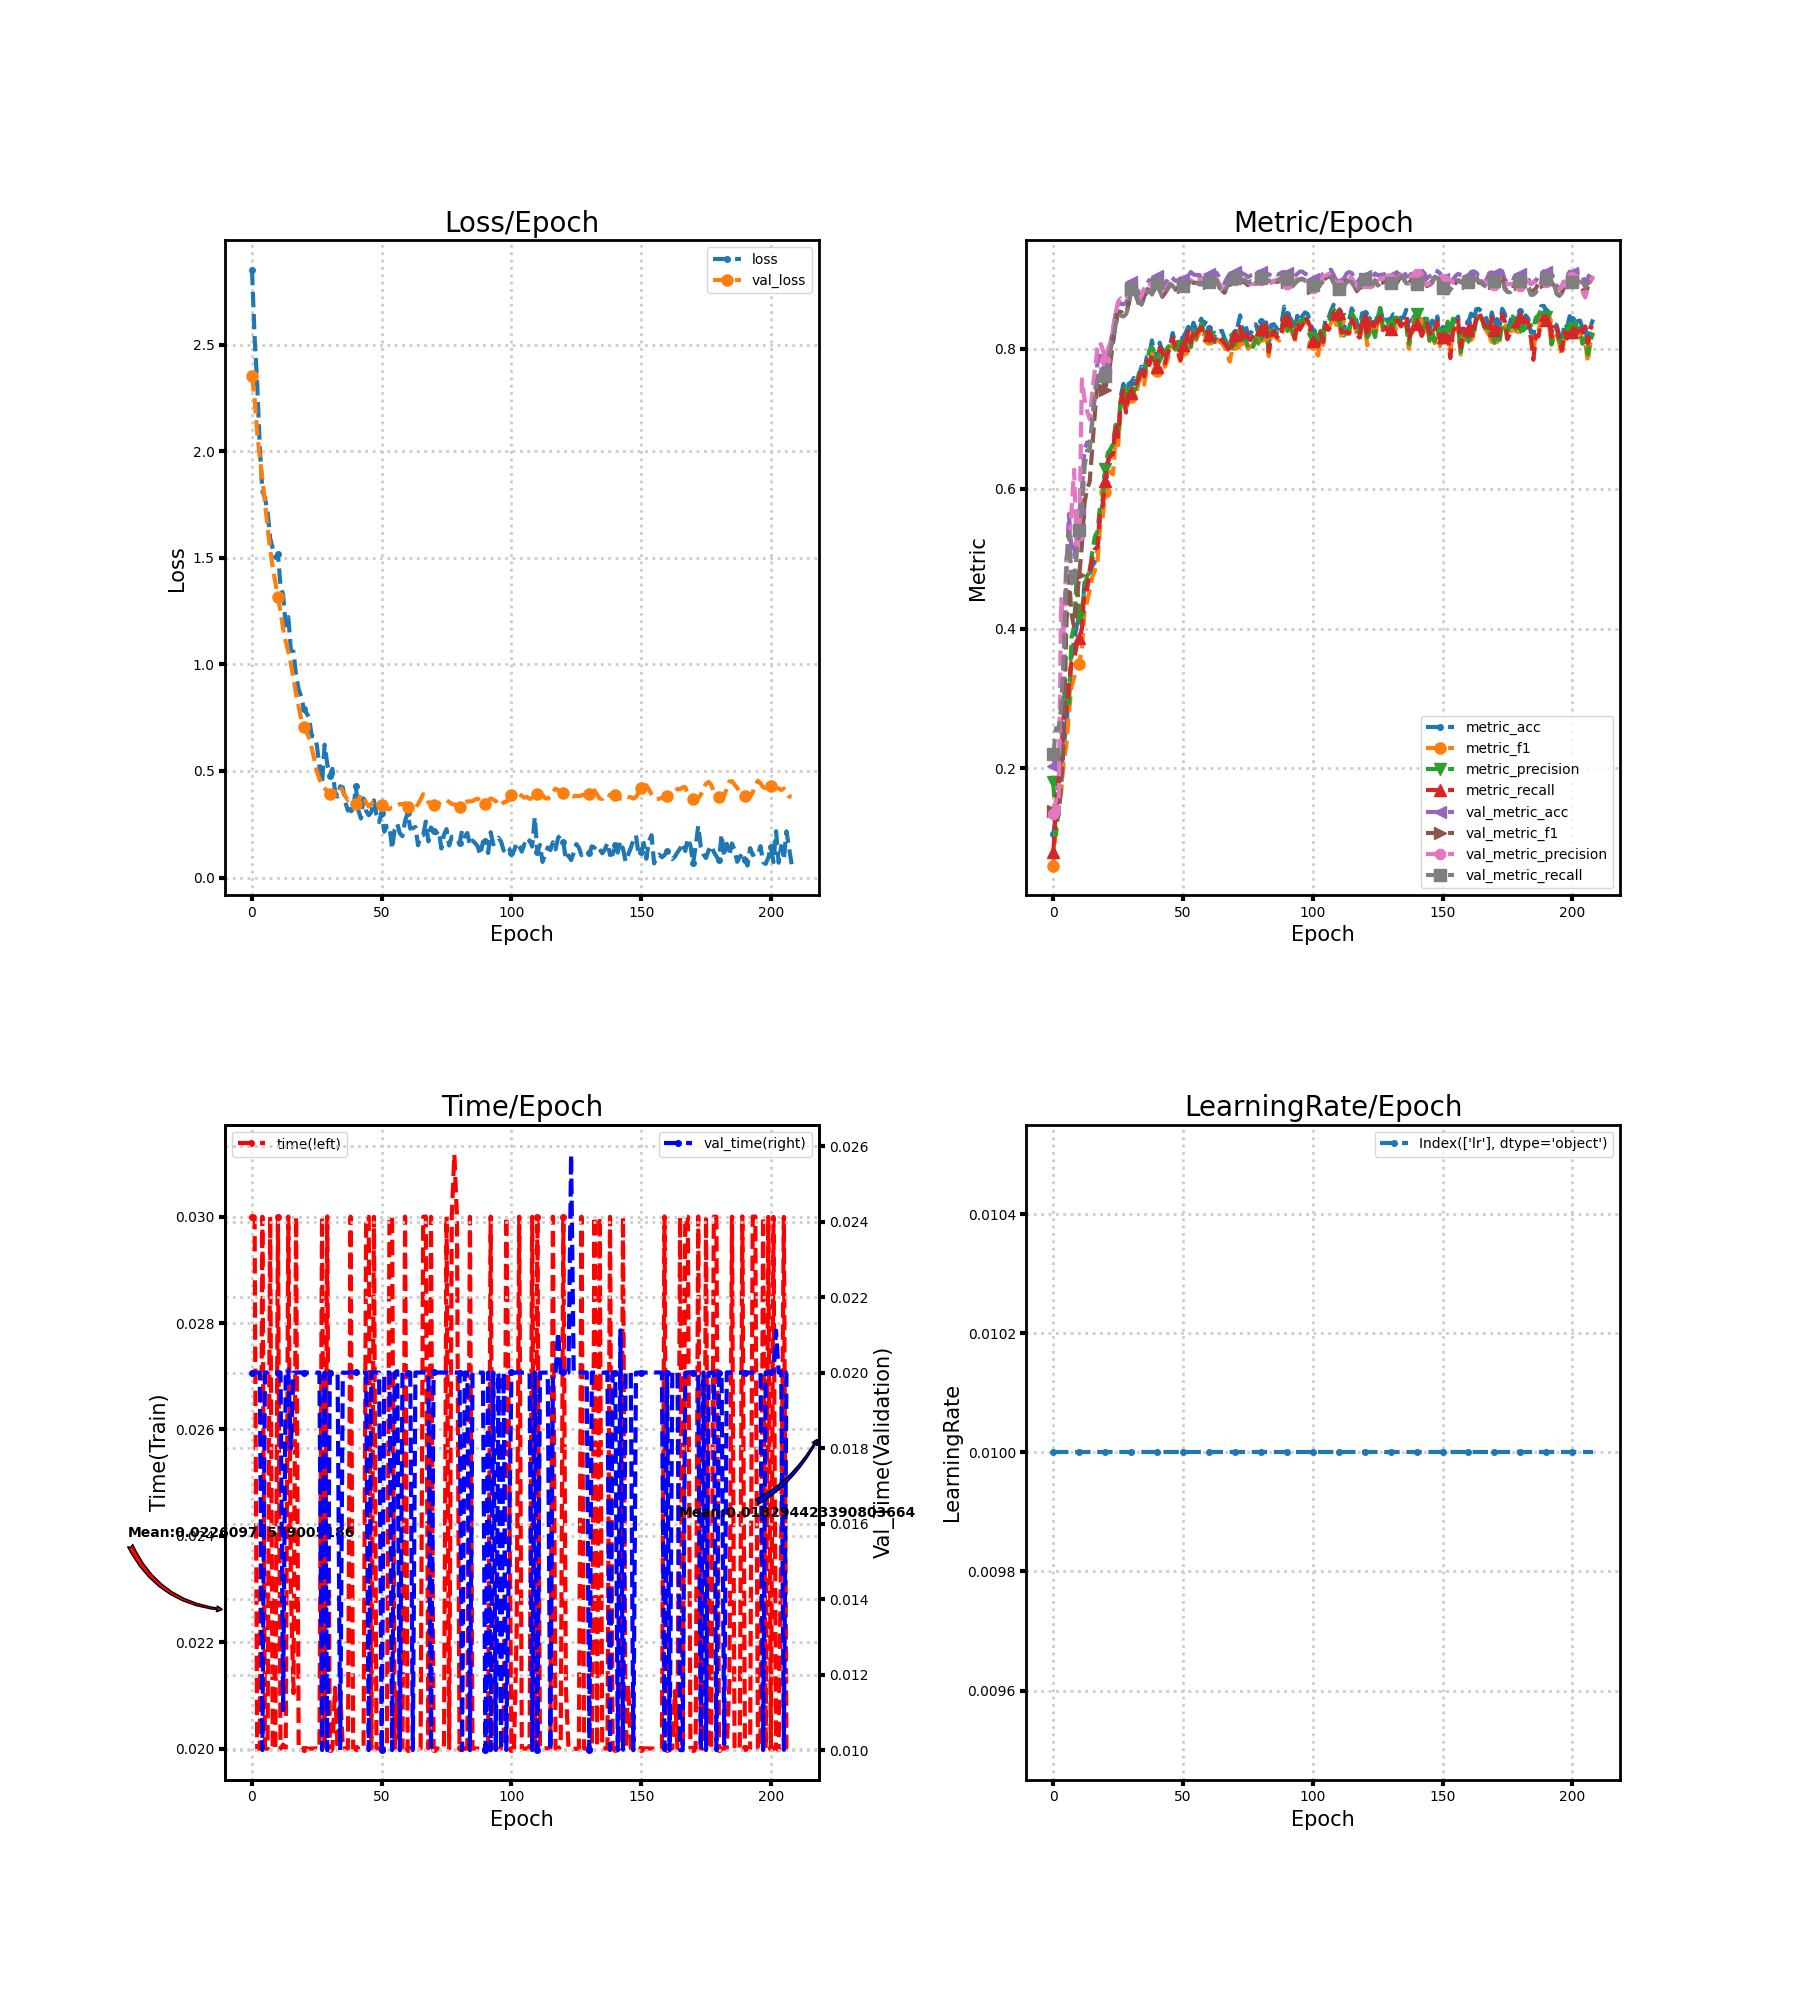 Loss/Epoch
Loss
2.5
2.0
1.5
1.0
0.5
0.0
0 50 100 150 200
Epoch
loss
val_loss
Metric/Epoch
Metric
0.8
0.6
0.4
0.2
0 50 100 150 200
Epoch
metric_acc
metric_f1
metric_precision
metric_recall
val_metric_acc
val_metric_f1
val_metric_precision
val_metric_recall
Time/Epoch
time(left)
val_time(right)
Time(Train)
0.030
0.028
0.026
0.024
0.022
0.020
0 50 100 150 200
Epoch
Val_Time(Validation)
0.026
0.024
0.022
0.020
0.018
0.016
0.014
0.012
0.010
LearningRate/Epoch
Index(['lr'], dtype='object')
LearningRate
0.0104
0.0102
0.0100
0.0098
0.0096
0 50 100 150 200
Epoch